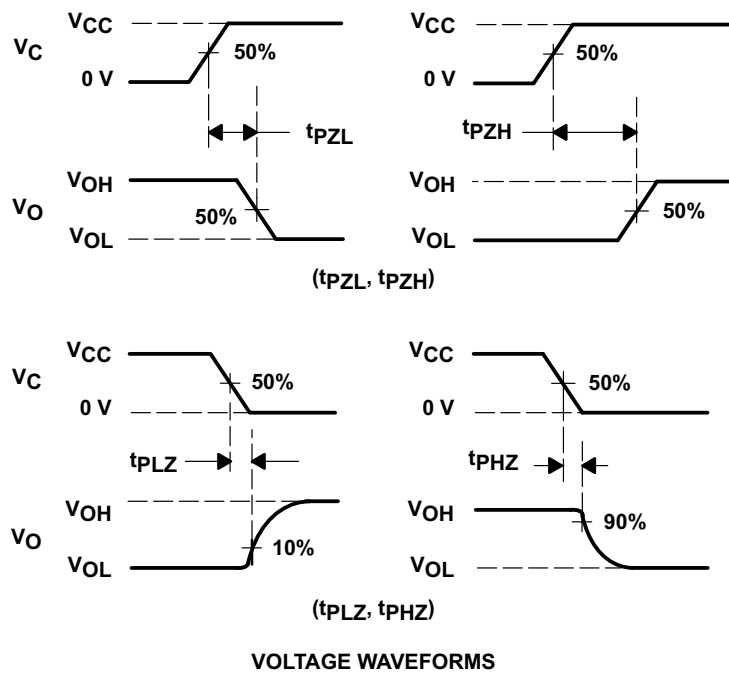 VCC
VC
50%
0 V
tPZL
VOH
VO
50%
VOL
VCC
50%
0 V
tPZH
VOH
50%
VOL
(tPZL, tPZH)
VCC
VC
50%
0 V
tPLZ
VOH
VO
10%
VOL
VCC
50%
0 V
tPHZ
VOH
90%
VOL
(tPLZ, tPHZ)
VOLTAGE WAVEFORMS